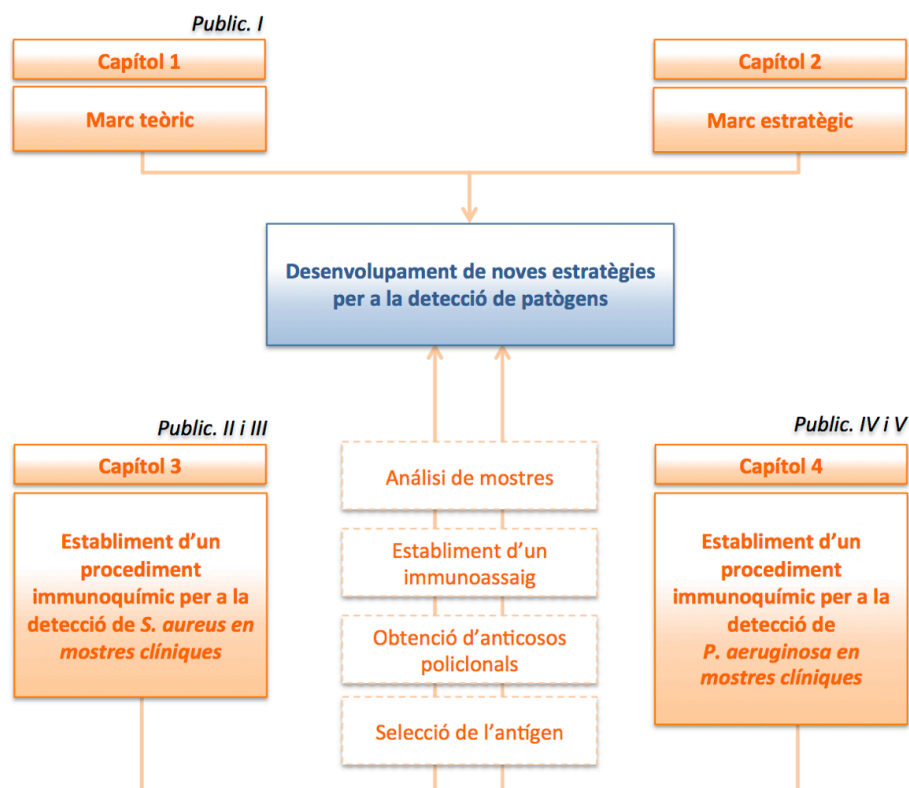 Public. I
Capítol 1
Marc teòric
Capítol 2
Marc estratègic
Desenvolupament de noves estratègies
per a la detecció de patògens
Public. II i III
Capítol 3
Establiment d'un
procediment
immunoquímic per a la
detecció de S. aureus en
mostres clíniques
Análisi de mostres
Establiment d'un
immunoassaig
Obtenció d'anticosos
policlonals
Selecció de l'antígen
Public. IV i V
Capítol 4
Establiment d'un
procediment
immunoquímic per a la
detecció de
P. aeruginosa en
mostres clíniques